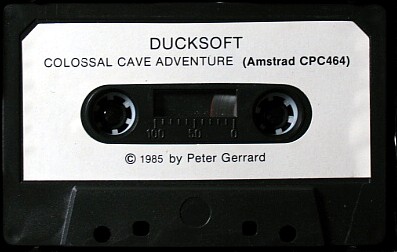 DUCKSOFT
COLOSSAL CAVE ADVENTURE (Amstrad CPC464)
100 50 0
© 1985 by Peter Gerrard